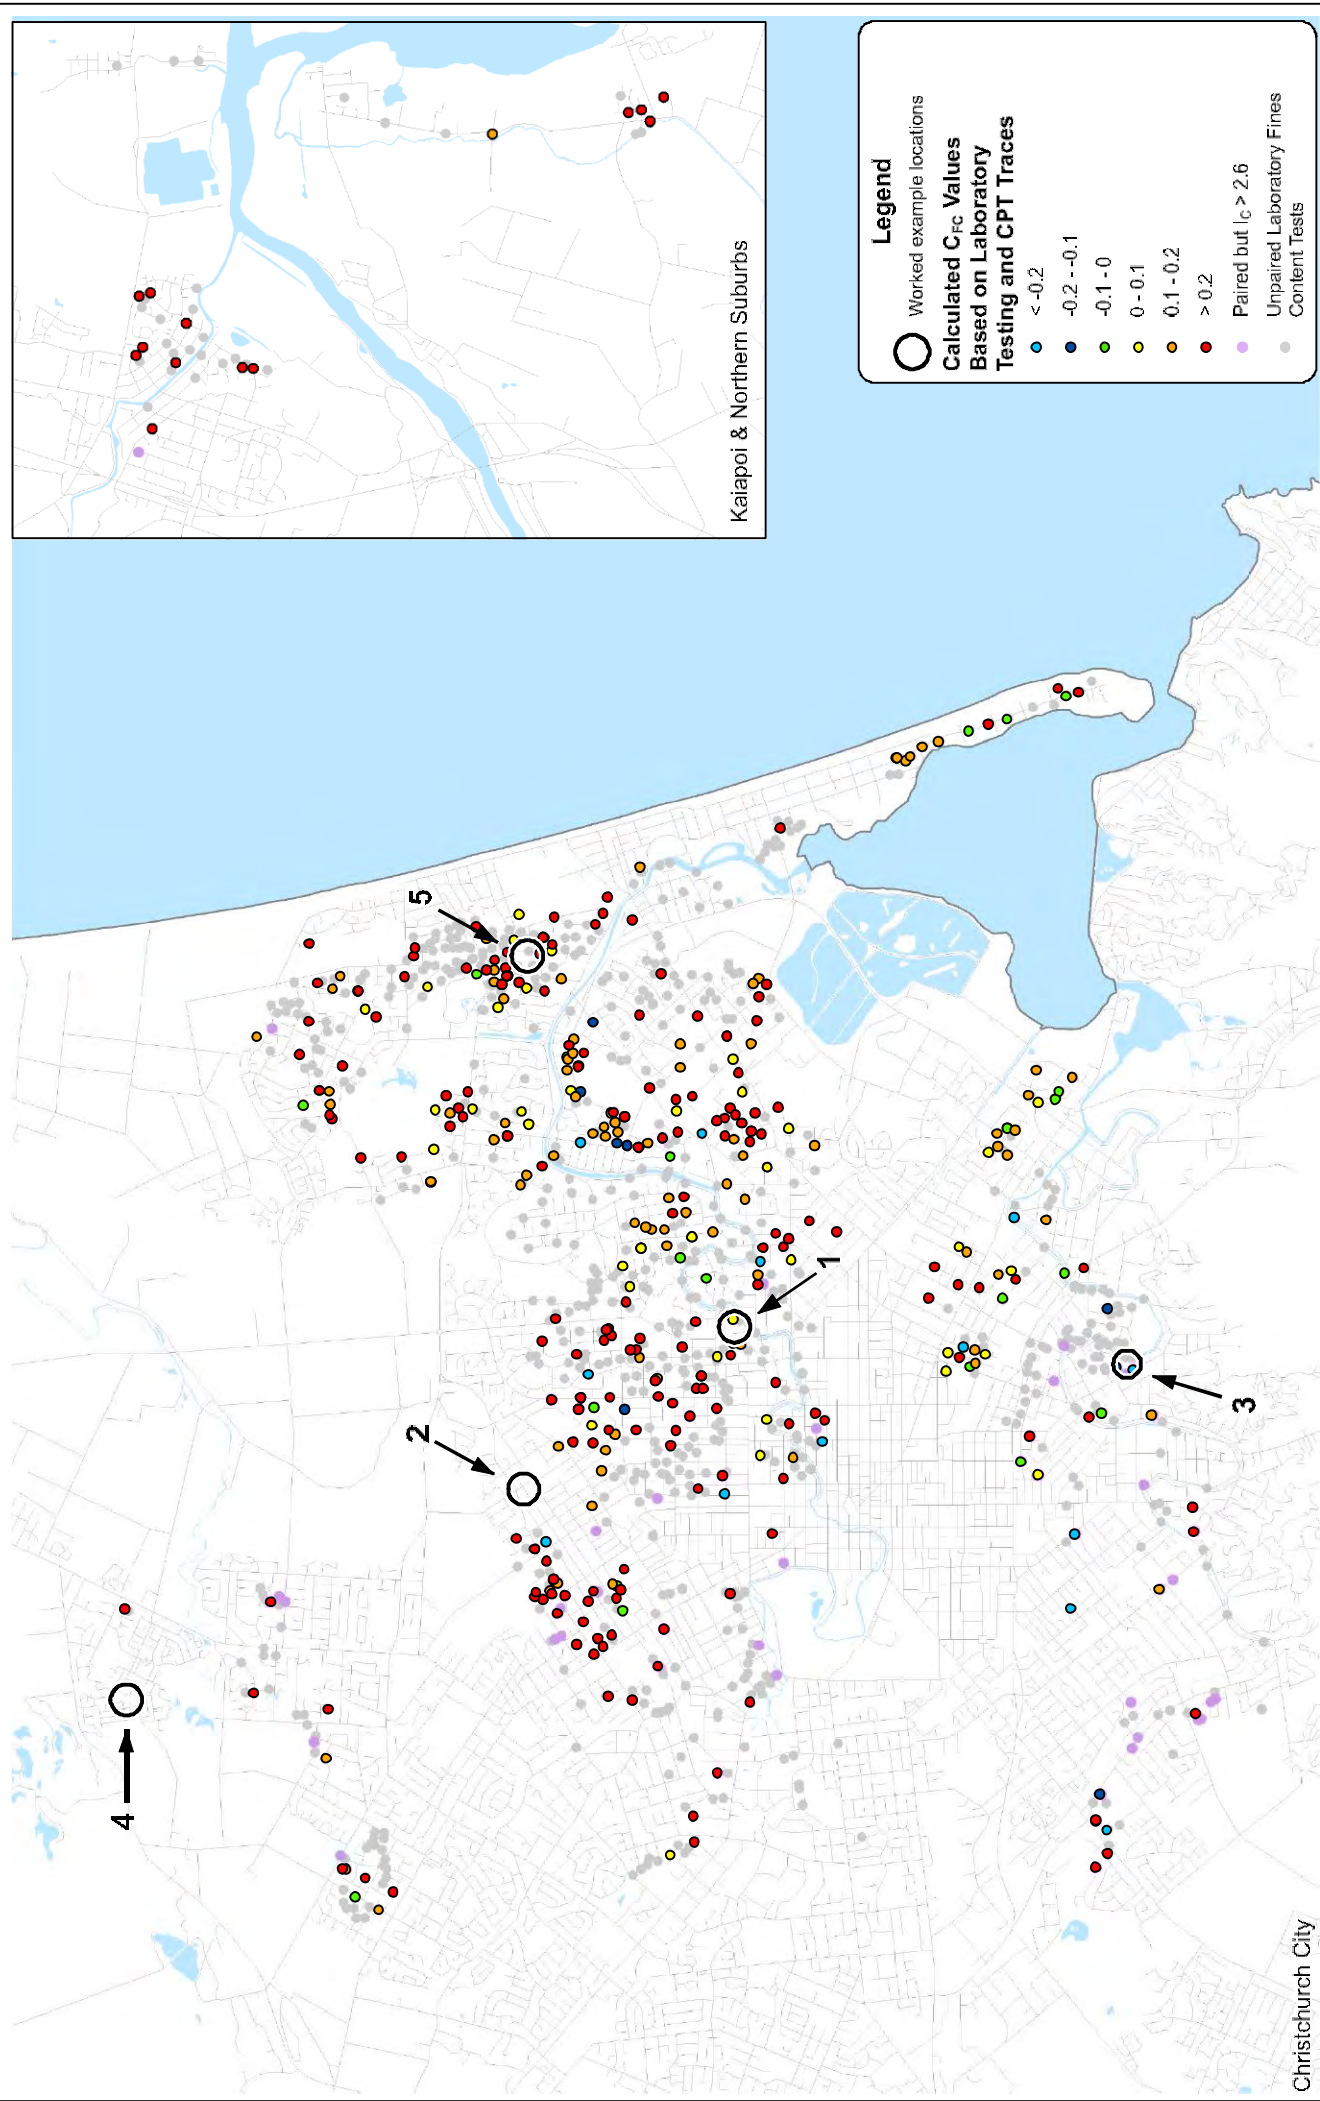 Kaiapoi & Northern Suburbs
Legend
Worked example locations
Calculated CFC Values
Based on Laboratory
Testing and CPT Traces
< -0.2
-0.2 - -0.1
-0.1 - 0
0 - 0.1
0.1 - 0.2
> 0.2
Paired but IC > 2.6
Unpaired Laboratory Fines
Content Tests
4
2
5
1
3
Christchurch City